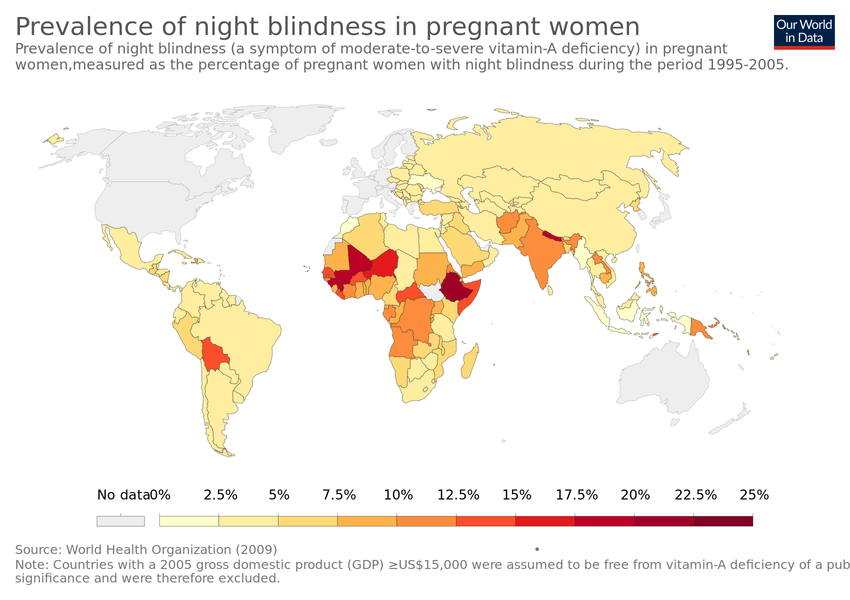 Prevalence of night blindness in pregnant women
Our World
in Data
Prevalence of night blindness (a symptom of moderate-to-severe vitamin-A deficiency) in pregnant
women,measured as the percentage of pregnant women with night blindness during the period 1995-2005.
No data 0% 2.5% 5% 7.5% 10% 12.5% 15% 17.5% 20% 22.5% 25%
Source: World Health Organization (2009)
Note: Countries with a 2005 gross domestic product (GDP) ≥US$15,000 were assumed to be free from vitamin-A deficiency of a pub
significance and were therefore excluded.